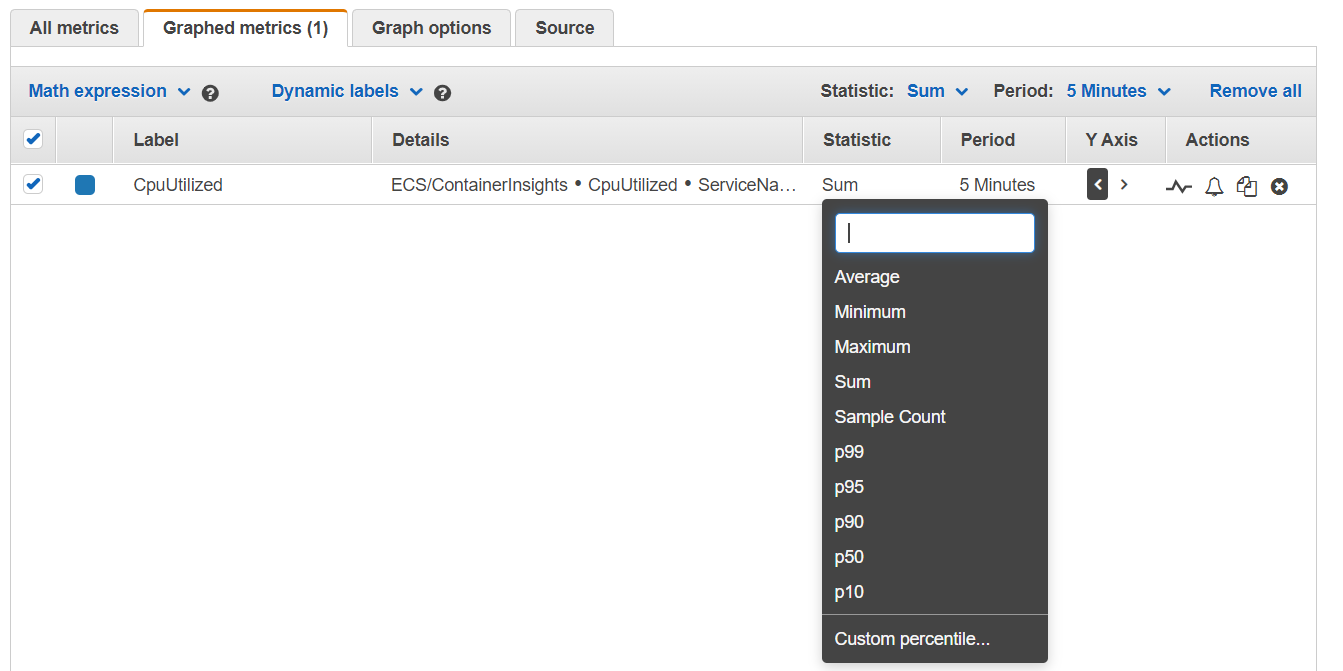 All metrics Graphed metrics (1) Graph options Source
Math expression ? Dynamic labels ? Statistic: Sum Period: 5 Minutes Remove all
Label Details Statistic Period Y Axis Actions
CpuUtilized ECS/ContainerInsights • CpuUtilized • ServiceNa... Sum 5 Minutes < >
Average
Minimum
Maximum
Sum
Sample Count
p99
p95
p90
p50
p10
Custom percentile...